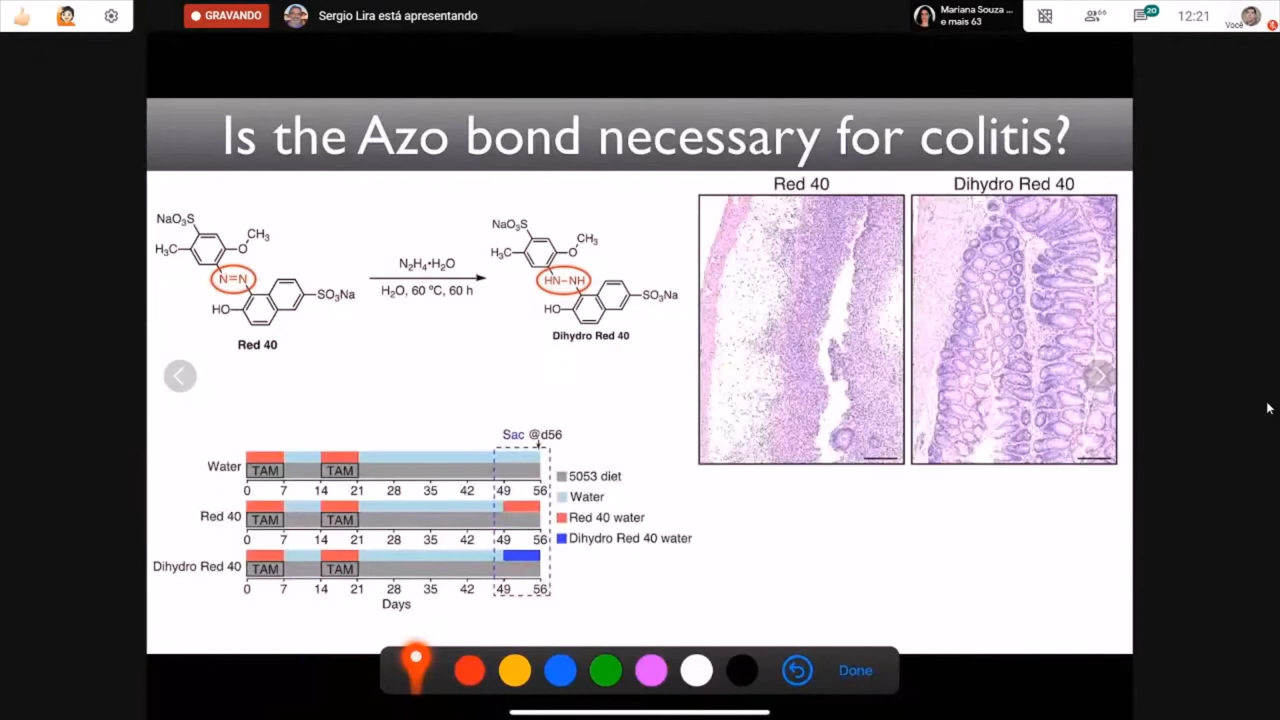 GRAVANDO
Sergio Lira está apresentando
Mariana Souza ...
e mais 63
66
20
12:21
Você
Is the Azo bond necessary for colitis?
NaO₃S
CH₃
H₃C
O
N=N
HO
SO₃Na
Red 40
N₂H₄•H₂O
H₂O, 60 ºC, 60 h
NaO₃S
CH₃
H₃C
O
HN-NH
HO
SO₃Na
Dihydro Red 40
Red 40
Dihydro Red 40
Sac @d56
Water
TAM TAM
0 7 14 21 28 35 42 49 56
Red 40
TAM TAM
0 7 14 21 28 35 42 49 56
Dihydro Red 40
TAM TAM
0 7 14 21 28 35 42 49 56
Days
5053 diet
Water
Red 40 water
Dihydro Red 40 water
Done